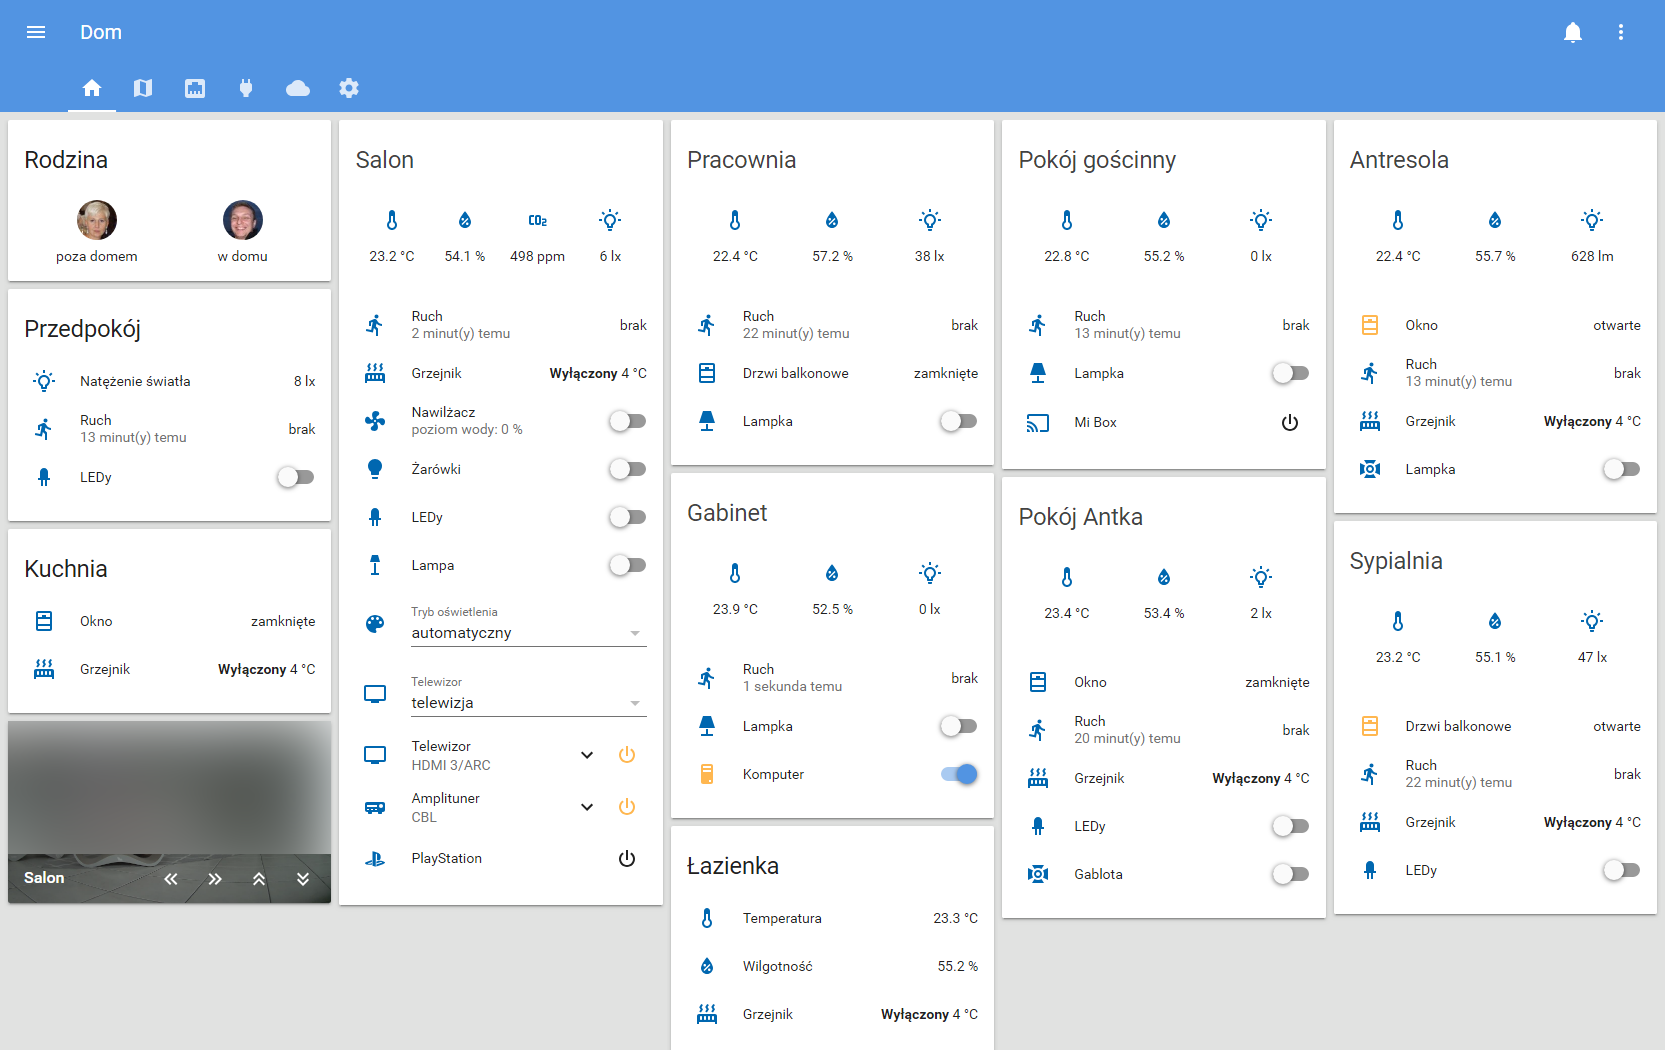 Dom
Rodzina
poza domem
w domu
Przedpokój
Natężenie światła 8 lx
Ruch
13 minut(y) temu
brak
LEDy
Kuchnia
Okno zamknięte
Grzejnik Wyłączony 4 °C
Salon
Salon
23.2 °C 54.1 % 498 ppm 6 lx
Ruch
2 minut(y) temu
brak
Grzejnik Wyłączony 4 °C
Nawilżacz
poziom wody: 0 %
Żarówki
LEDy
Lampa
Tryb oświetlenia
automatyczny
Telewizor
telewizja
Telewizor
HDMI 3/ARC
Amplituner
CBL
PlayStation
Pracownia
22.4 °C 57.2 % 38 lx
Ruch
22 minut(y) temu
brak
Drzwi balkonowe zamknięte
Lampka
Gabinet
23.9 °C 52.5 % 0 lx
Ruch
1 sekunda temu
brak
Lampka
Komputer
Łazienka
Temperatura 23.3 °C
Wilgotność 55.2 %
Grzejnik Wyłączony 4 °C
Pokój gościnny
22.8 °C 55.2 % 0 lx
Ruch
13 minut(y) temu
brak
Lampka
Mi Box
Pokój Antka
23.4 °C 53.4 % 2 lx
Okno zamknięte
Ruch
20 minut(y) temu
brak
Grzejnik Wyłączony 4 °C
LEDy
Gablota
Antresola
22.4 °C 55.7 % 628 lm
Okno otwarte
Ruch
13 minut(y) temu
brak
Grzejnik Wyłączony 4 °C
Lampka
Sypialnia
23.2 °C 55.1 % 47 lx
Drzwi balkonowe otwarte
Ruch
22 minut(y) temu
brak
Grzejnik Wyłączony 4 °C
LEDy